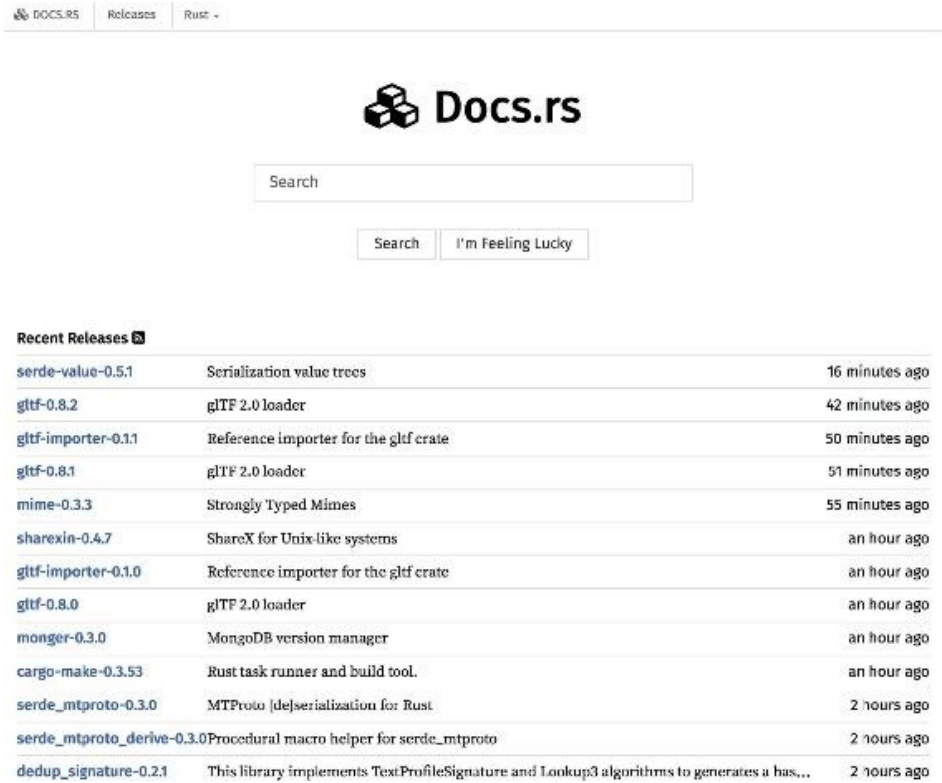 DOCS.RS Releases Rust
Docs.rs
Search
Search I'm Feeling Lucky
Recent Releases
serde-value-0.5.1 Serialization value trees 16 minutes ago
gltf-0.8.2 glTF 2.0 loader 42 minutes ago
gltf-importer-0.1.1 Reference importer for the gltf crate 50 minutes ago
gltf-0.8.1 glTF 2.0 loader 51 minutes ago
mime-0.3.3 Strongly Typed Mimes 55 minutes ago
sharexin-0.4.7 ShareX for Unix-like systems an hour ago
gltf-importer-0.1.0 Reference importer for the gltf crate an hour ago
gltf-0.8.0 glTF 2.0 loader an hour ago
monger-0.3.0 MongoDB version manager an hour ago
cargo-make-0.3.53 Rust task runner and build tool. an hour ago
serde_mtproto-0.3.0 MTProto [de]serialization for Rust 2 hours ago
serde_mtproto_derive-0.3.0 Procedural macro helper for serde_mtproto 2 hours ago
dedup_signature-0.2.1 This library implements TextProfileSignature and Lookup3 algorithms to generates a has... 2 hours ago